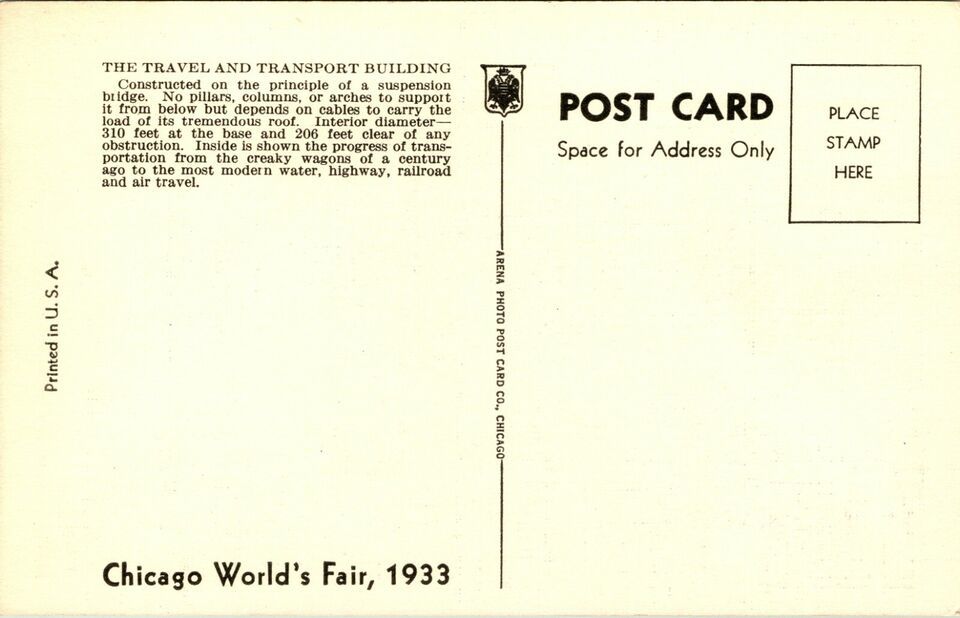 THE TRAVEL AND TRANSPORT BUILDING
Constructed on the principle of a suspension
bridge. No pillars, columns, or arches to support
it from below but depends on cables to carry the
load of its tremendous roof. Interior diameter—
310 feet at the base and 206 feet clear of any
obstruction. Inside is shown the progress of trans-
portation from the creaky wagons of a century
ago to the most modern water, highway, railroad
and air travel.
Printed in U. S. A.
Chicago World's Fair, 1933
ARENA PHOTO POST CARD CO., CHICAGO
POST CARD
Space for Address Only
PLACE
STAMP
HERE